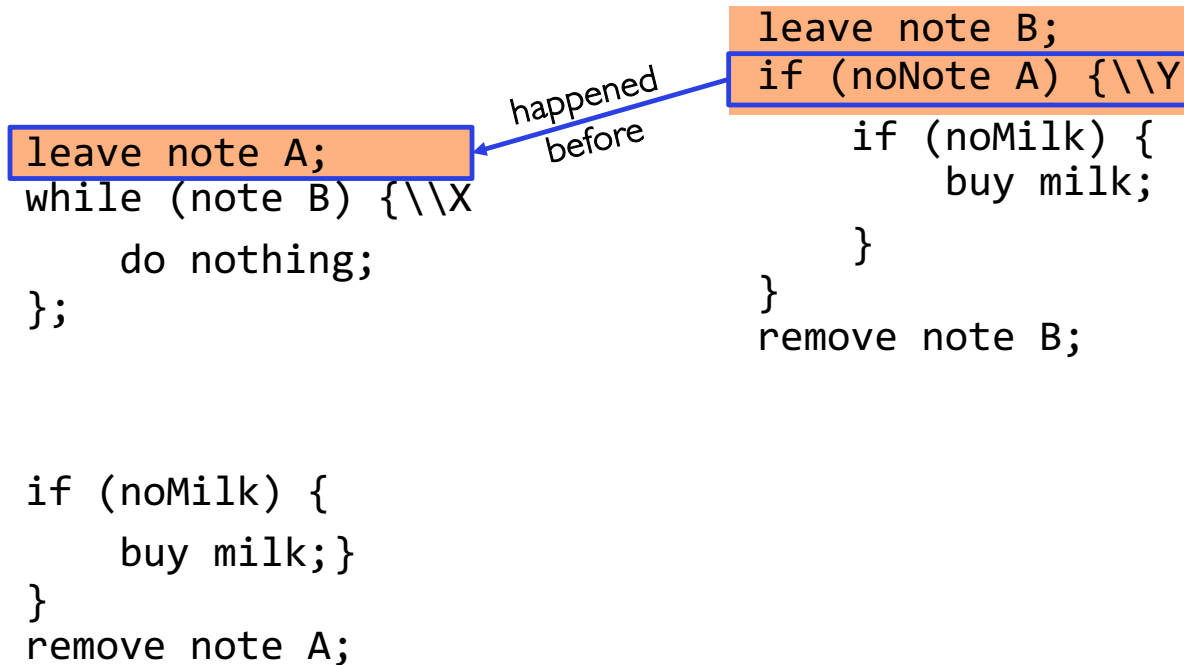 leave note A;
while (note B) {\\X
    do nothing;
};
if (noMilk) {
    buy milk;}
}
remove note A;
happened
before
leave note B;
if (noNote A) {\\Y
    if (noMilk) {
        buy milk;
    }
}
remove note B;